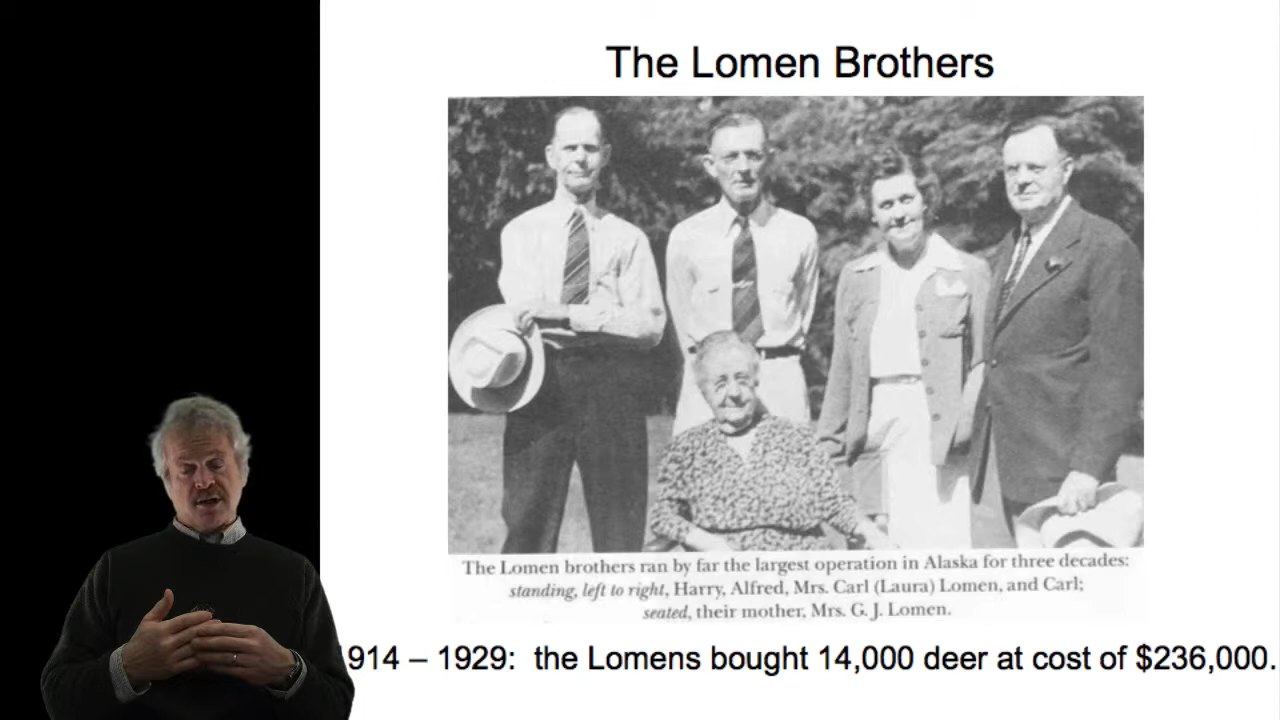 The Lomen Brothers
The Lomen brothers ran by far the largest operation in Alaska for three decades:
standing, left to right, Harry, Alfred, Mrs. Carl (Laura) Lomen, and Carl;
seated, their mother, Mrs. G. J. Lomen.
914 – 1929: the Lomens bought 14,000 deer at cost of $236,000.